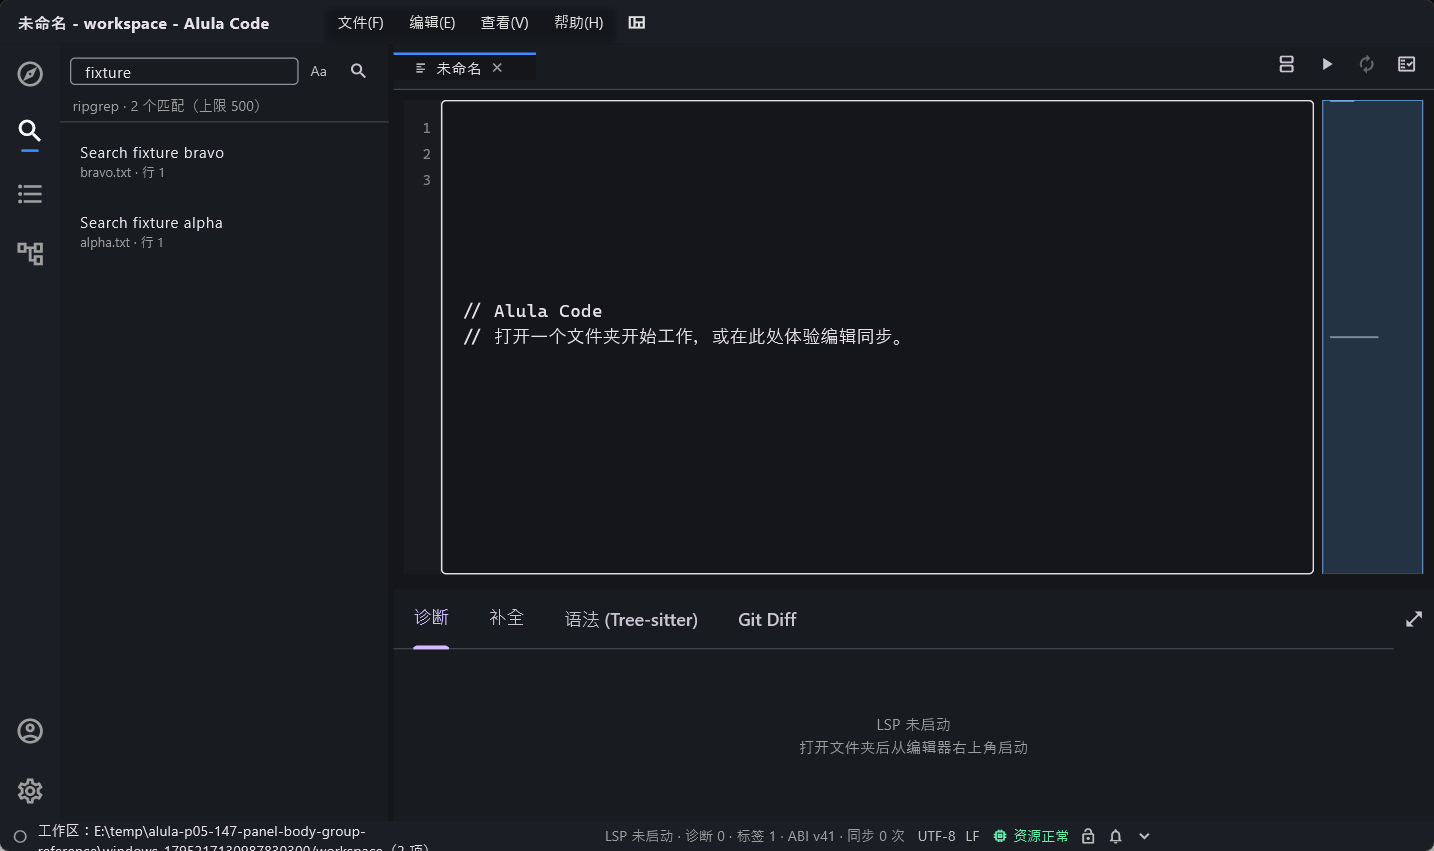 未命名 - workspace - Alula Code
文件(F) 编辑(E) 查看(V) 帮助(H)
fixture
Aa
ripgrep · 2 个匹配（上限 500）
Search fixture bravo
bravo.txt · 行 1
Search fixture alpha
alpha.txt · 行 1
未命名
1
2
3
// Alula Code
// 打开一个文件夹开始工作, 或在此处体验编辑同步。
诊断 补全 语法 (Tree-sitter) Git Diff
LSP 未启动
打开文件夹后从编辑器右上角启动
工作区：E:\temp\alula-p05-147-panel-body-group-
reference\windows-1795217130987830300/workspace（2 项）
LSP 未启动 · 诊断 0 · 标签 1 · ABI v41 · 同步 0 次 UTF-8 LF 资源正常